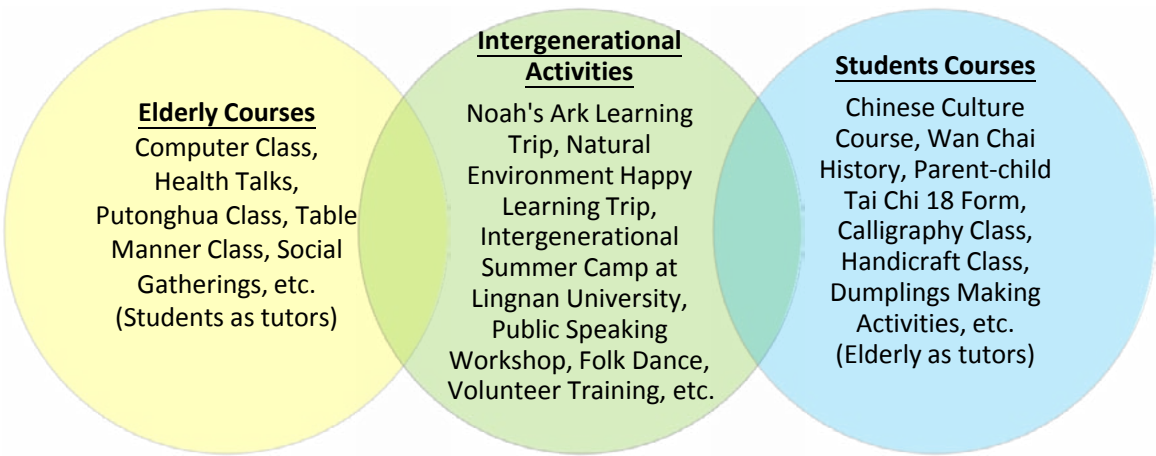 Elderly Courses
Computer Class,
Health Talks,
Putonghua Class, Table
Manner Class, Social
Gatherings, etc.
(Students as tutors)
Intergenerational
Activities
Noah's Ark Learning
Trip, Natural
Environment Happy
Learning Trip,
Intergenerational
Summer Camp at
Lingnan University,
Public Speaking
Workshop, Folk Dance,
Volunteer Training, etc.
Students Courses
Chinese Culture
Course, Wan Chai
History, Parent-child
Tai Chi 18 Form,
Calligraphy Class,
Handicraft Class,
Dumplings Making
Activities, etc.
(Elderly as tutors)